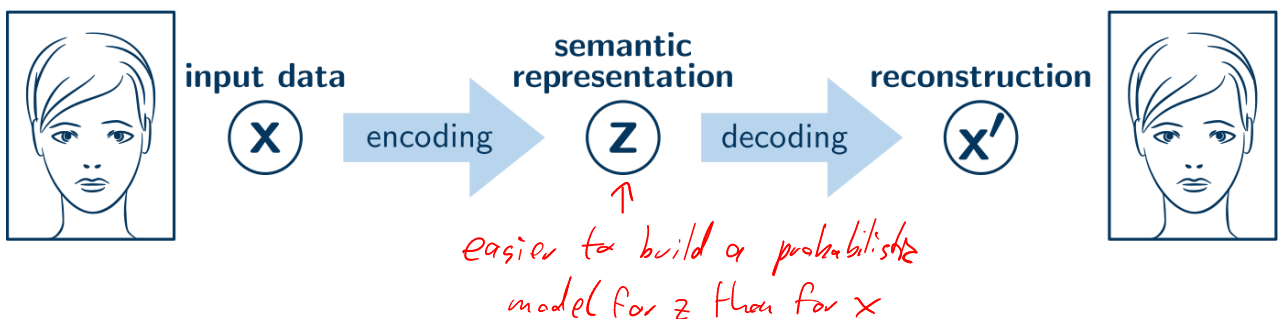 semantic
input data representation reconstruction
x encoding z decoding x′
easier to build a probabilistic
model for z than for x